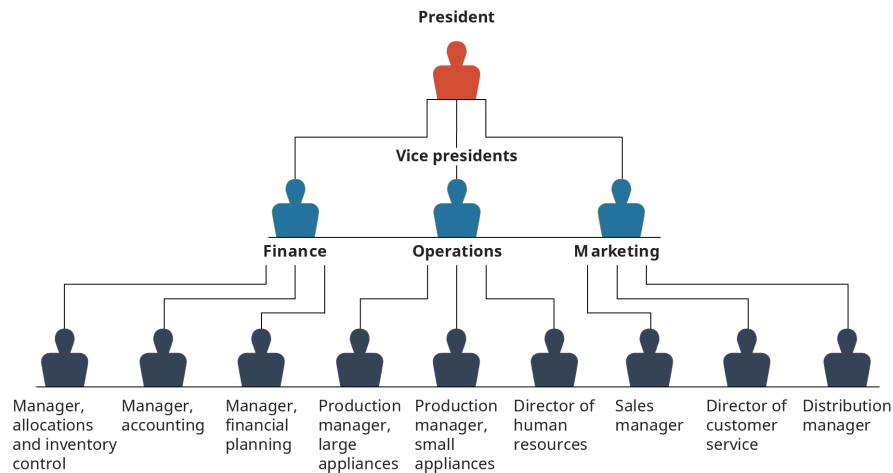 President
Vice presidents
Finance
Operations
Marketing
Manager,
allocations
and inventory
control
Manager,
accounting
Manager,
financial
planning
Production
manager,
large
appliances
Production
manager,
small
appliances
Director of
human
resources
Sales
manager
Director of
customer
service
Distribution
manager